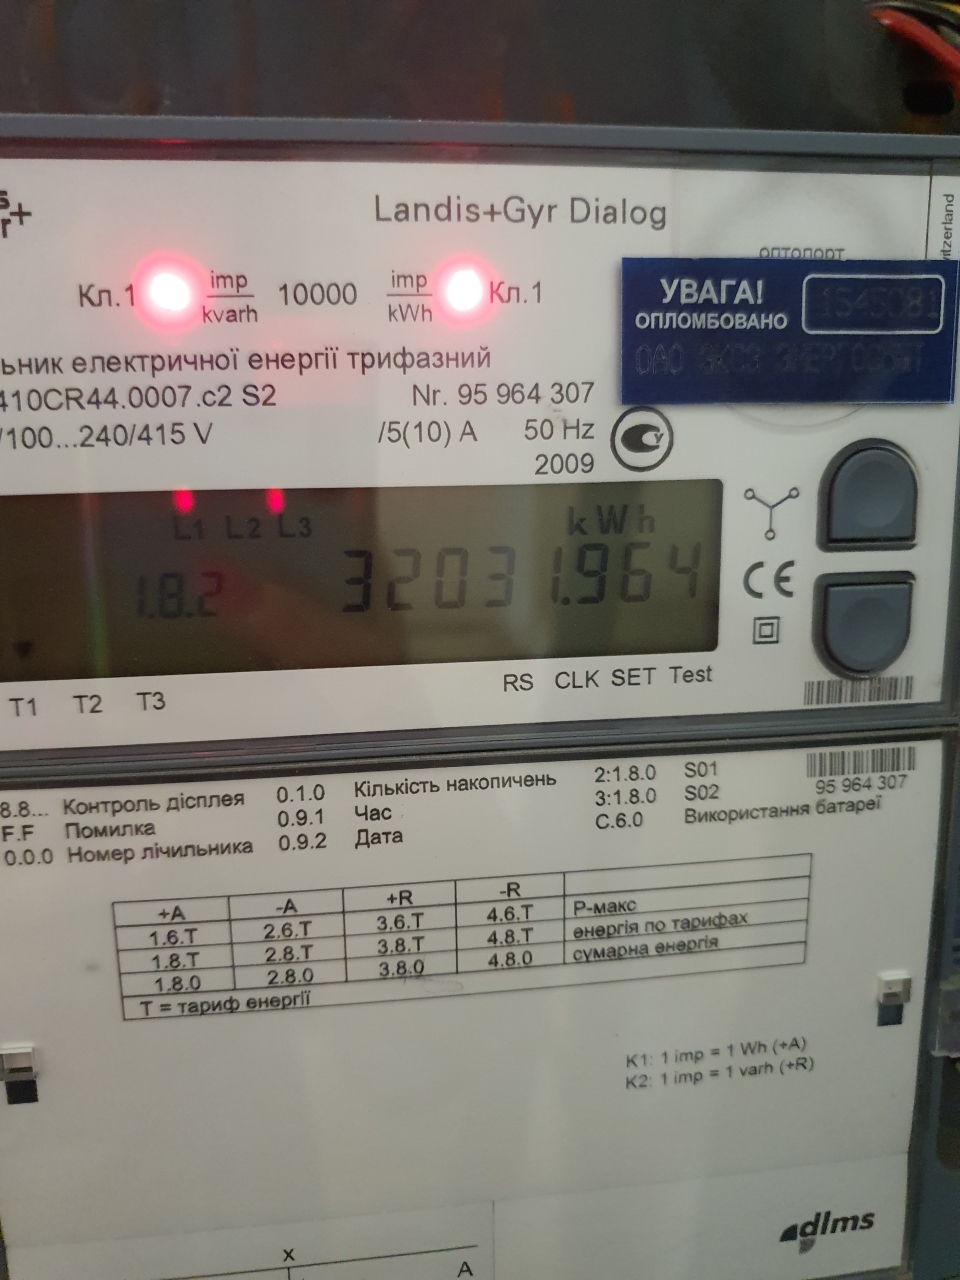 Landis+Gyr Dialog
оптопорт
Кл.1 imp/kvarh 10000 imp/kWh Кл.1
УВАГА!
ОПЛОМБОВАНО
1545081
електричної енергії трифазний
410CR44.0007.c2 S2 Nr. 95 964 307
/100...240/415 V /5(10) A 50 Hz
2009
L1 L2 L3 kWh
1.8.2 32031.964
RS CLK SET Test
T1 T2 T3
8.8... Контроль дісплея 0.1.0 Кількість накопичень 2:1.8.0 S01
F.F Помилка 0.9.1 Час 3:1.8.0 S02
0.0.0 Номер лічильника 0.9.2 Дата C.6.0 Використання батареї
95 964 307
+A -A +R -R
1.6.T 2.6.T 3.6.T 4.6.T Р-макс
1.8.T 2.8.T 3.8.T 4.8.T енергія по тарифах
1.8.0 2.8.0 3.8.0 4.8.0 сумарна енергія
T = тариф енергії
K1: 1 imp = 1 Wh (+A)
K2: 1 imp = 1 varh (+R)
dlms
x
A